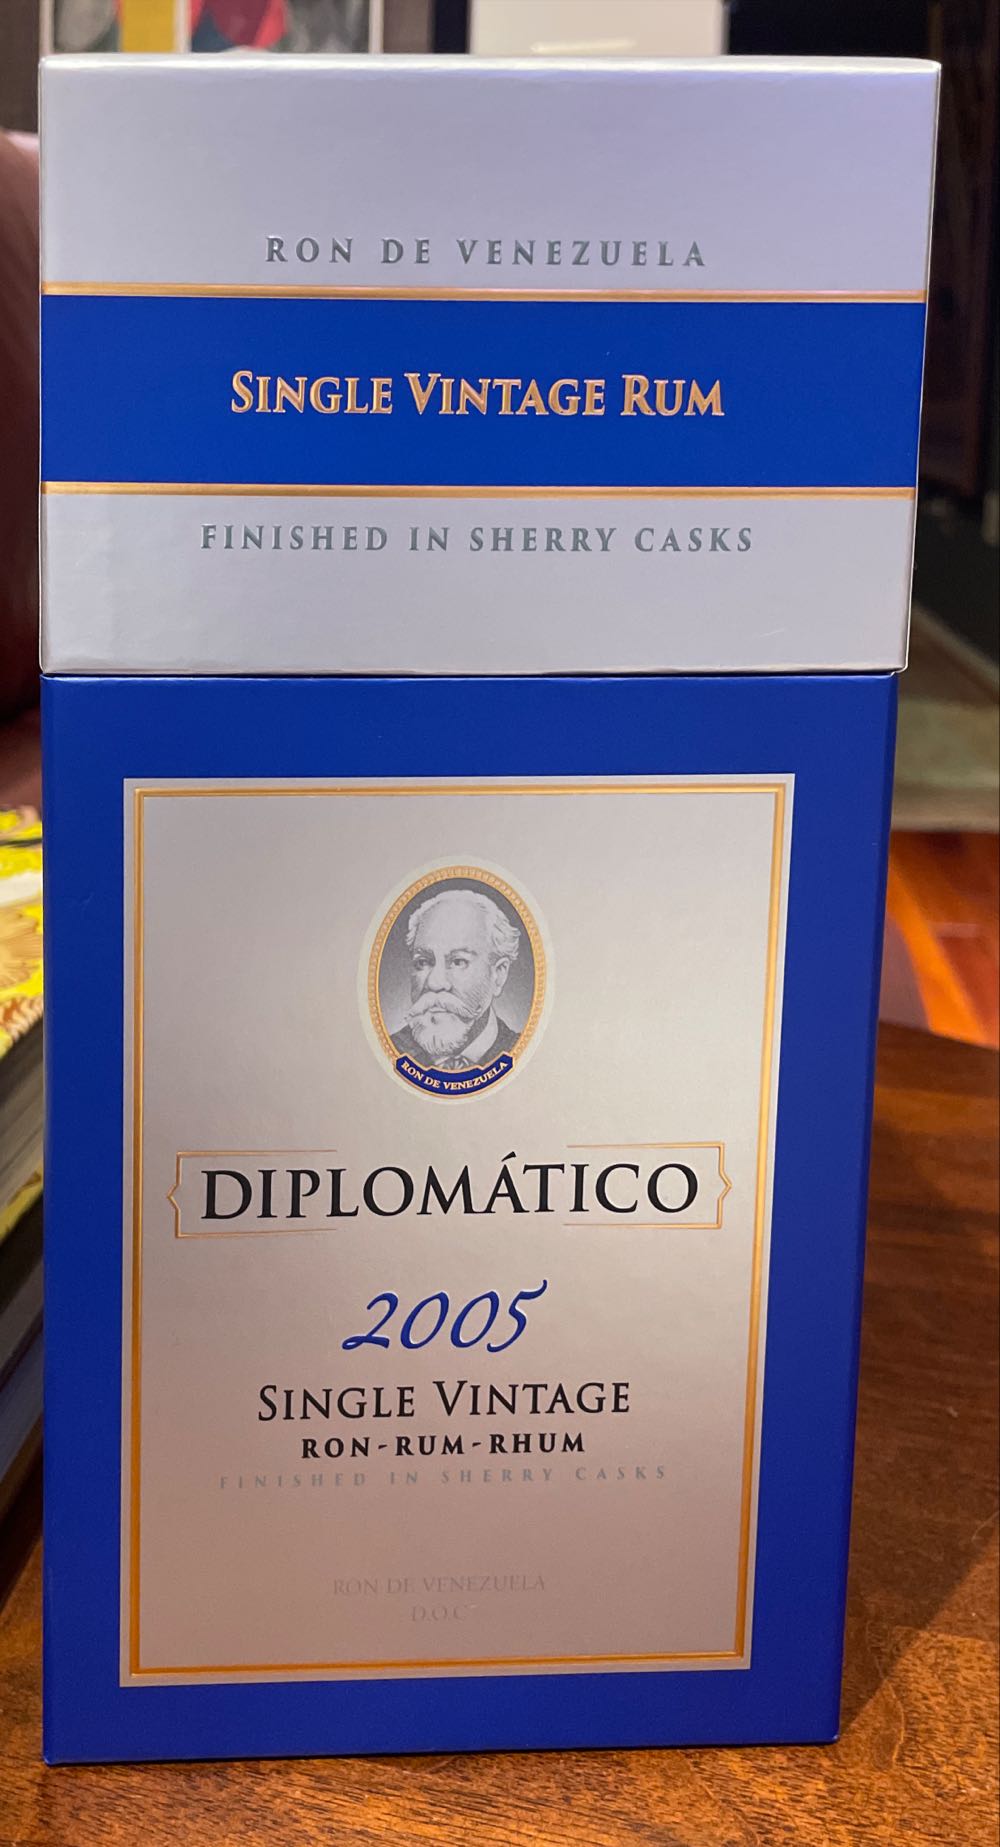 RON DE VENEZUELA
SINGLE VINTAGE RUM
FINISHED IN SHERRY CASKS
RON DE VENEZUELA
DIPLOMÁTICO
2005
SINGLE VINTAGE
RON-RUM-RHUM
FINISHED IN SHERRY CASKS
RON DE VENEZUELA
D.O.C